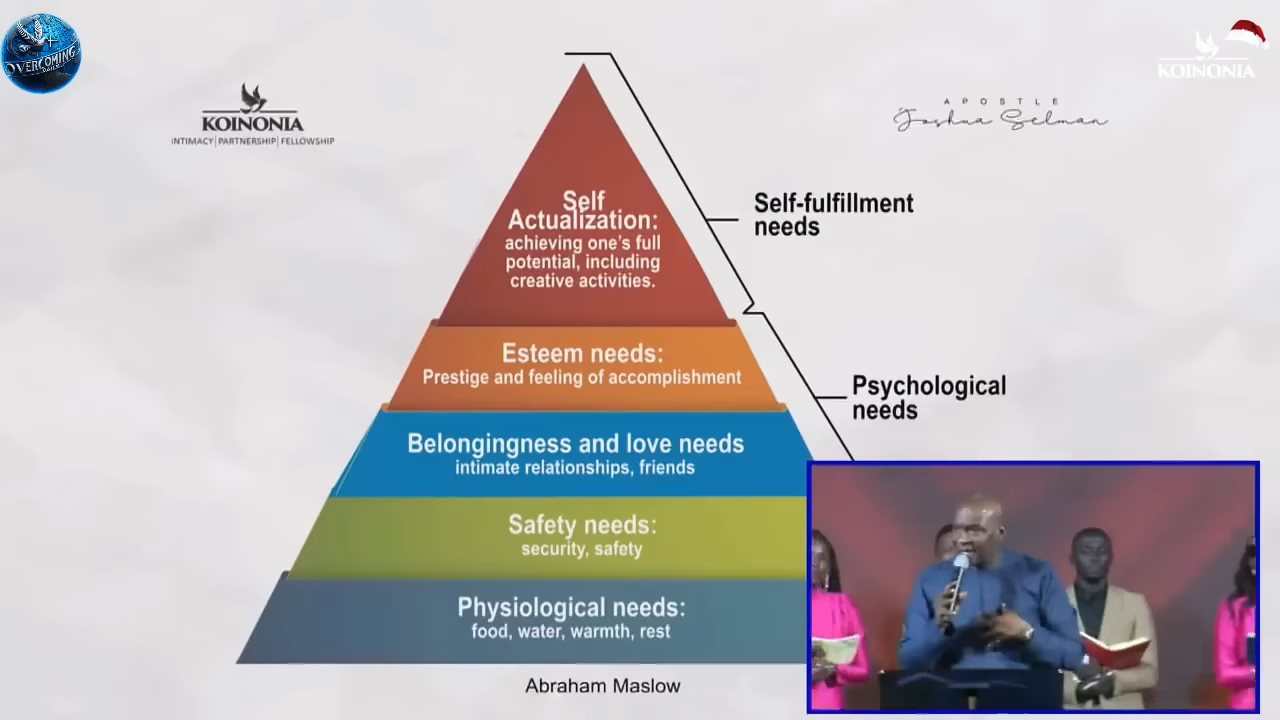 OVERCOMING
KOINONIA
INTIMACY|PARTNERSHIP|FELLOWSHIP
APOSTLE
Joshua Selman
KOINONIA
Self
Actualization:
achieving one's full
potential, including
creative activities.
Self-fulfillment
needs
Esteem needs:
Prestige and feeling of accomplishment
Psychological
needs
Belongingness and love needs
intimate relationships, friends
Safety needs:
security, safety
Physiological needs:
food, water, warmth, rest
Abraham Maslow